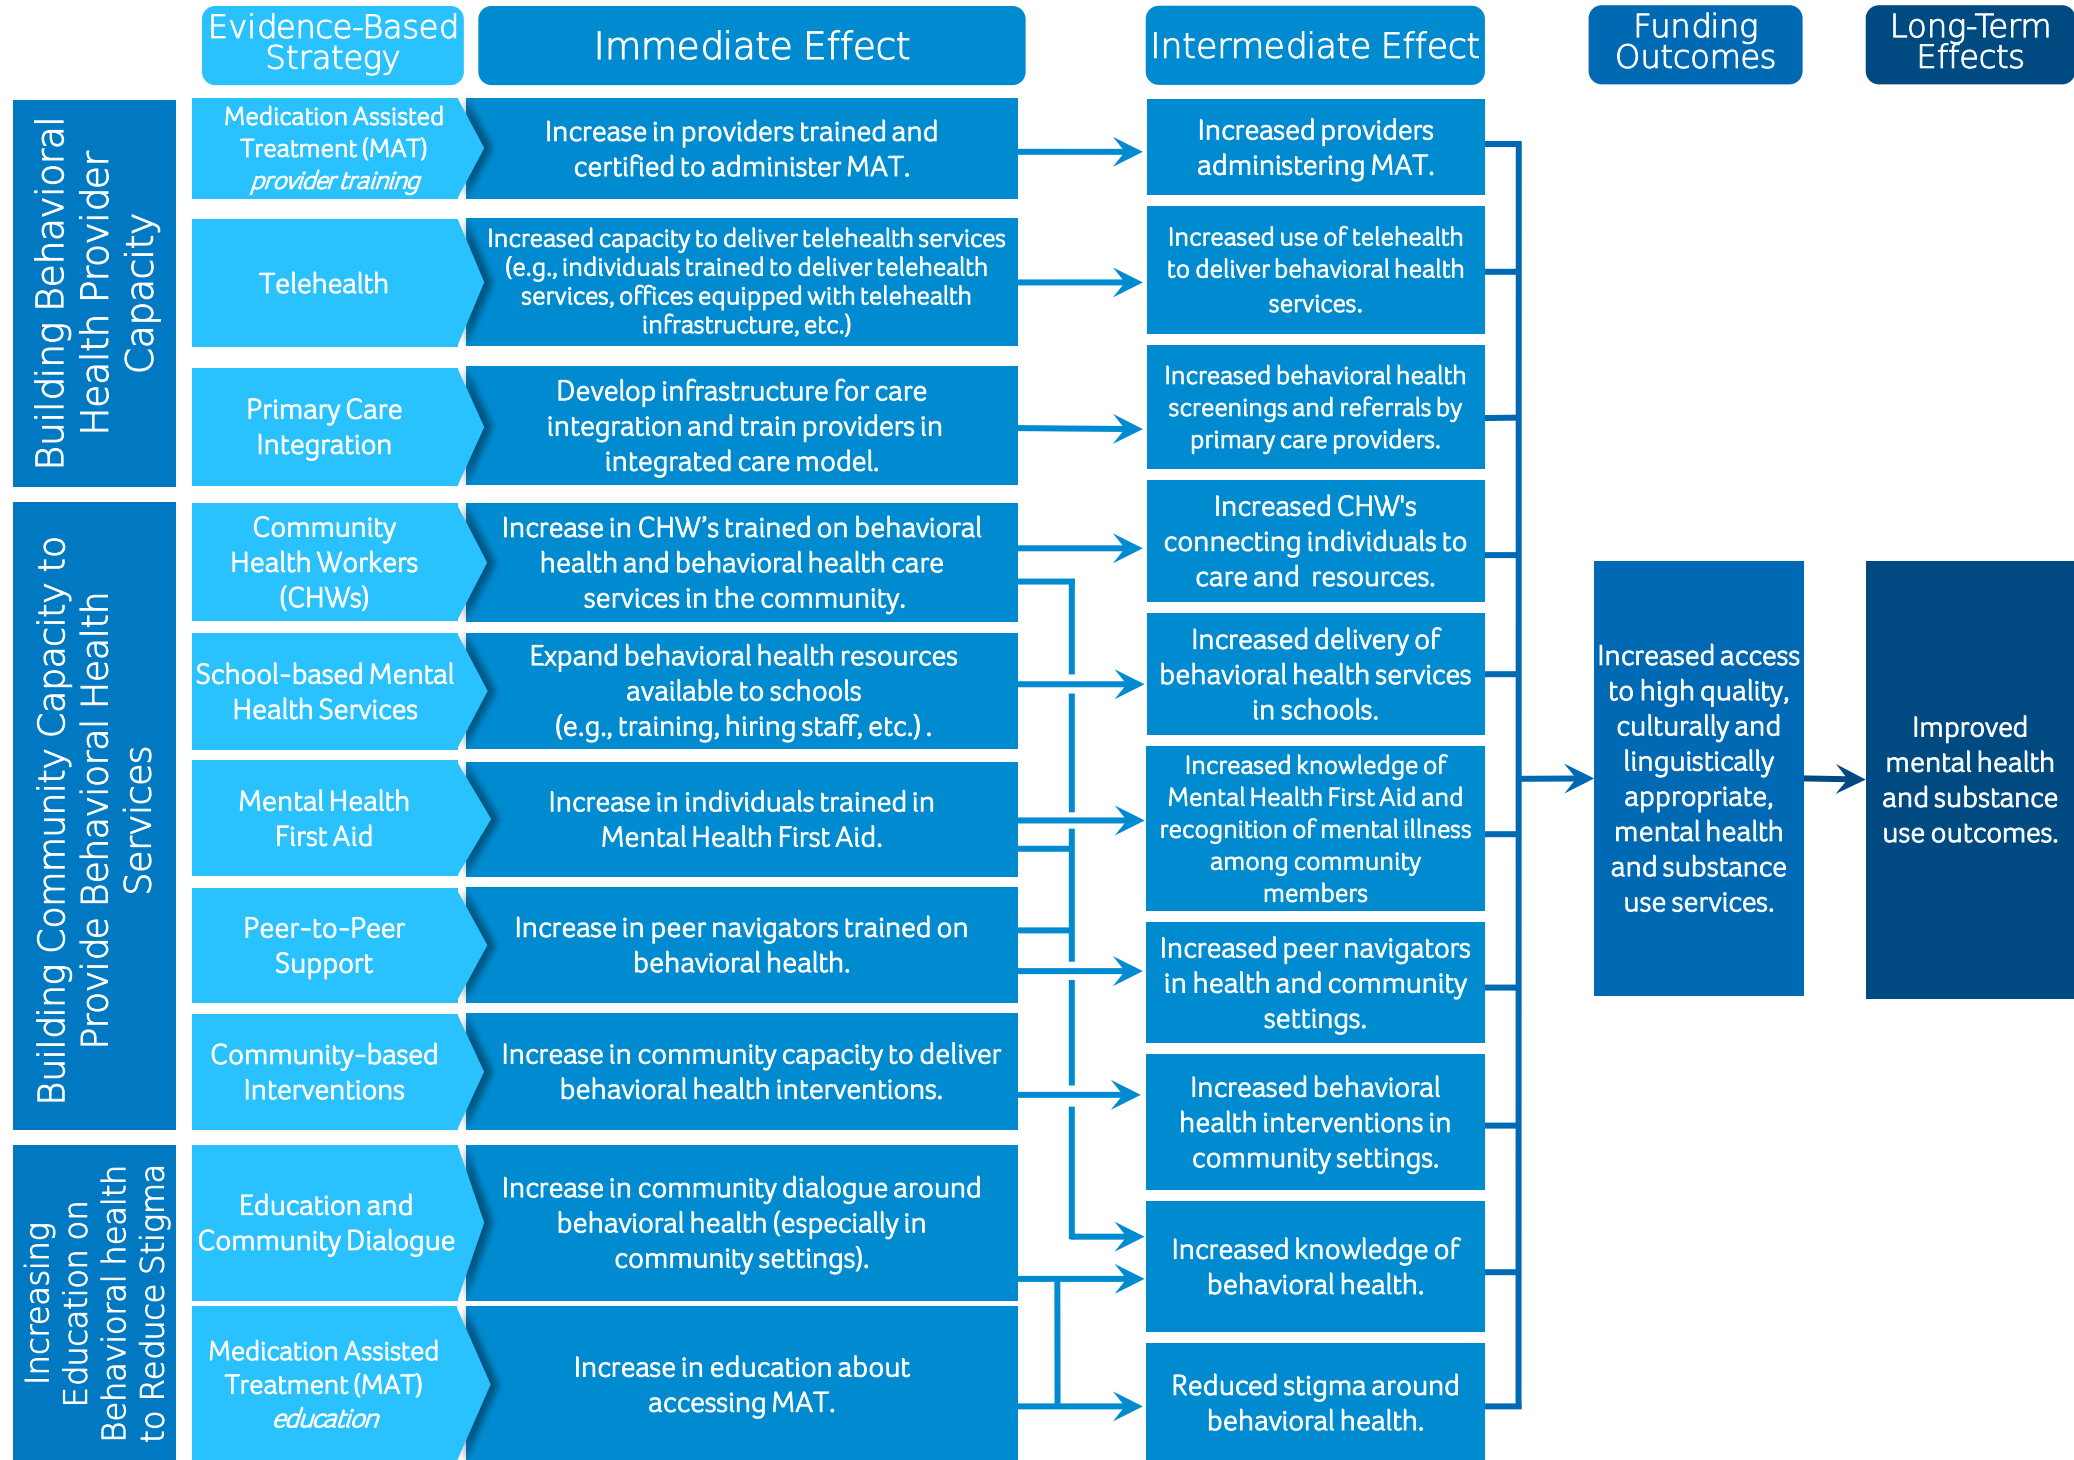 Evidence-Based
Strategy
Immediate Effect
Intermediate Effect
Funding
Outcomes
Long-Term
Effects
Building Behavioral
Health Provider
Capacity
Medication Assisted
Treatment (MAT)
provider training
Increase in providers trained and
certified to administer MAT.
Increased providers
administering MAT.
Telehealth
Increased capacity to deliver telehealth services
(e.g., individuals trained to deliver telehealth
services, offices equipped with telehealth
infrastructure, etc.)
Increased use of telehealth
to deliver behavioral health
services.
Primary Care
Integration
Develop infrastructure for care
integration and train providers in
integrated care model.
Increased behavioral health
screenings and referrals by
primary care providers.
Building Community Capacity to
Provide Behavioral Health
Services
Community
Health Workers
(CHWs)
Increase in CHW’s trained on behavioral
health and behavioral health care
services in the community.
Increased CHW's
connecting individuals to
care and resources.
School-based Mental
Health Services
Expand behavioral health resources
available to schools
(e.g., training, hiring staff, etc.) .
Increased delivery of
behavioral health services
in schools.
Mental Health
First Aid
Increase in individuals trained in
Mental Health First Aid.
Increased knowledge of
Mental Health First Aid and
recognition of mental illness
among community
members
Peer-to-Peer
Support
Increase in peer navigators trained on
behavioral health.
Increased peer navigators
in health and community
settings.
Community-based
Interventions
Increase in community capacity to deliver
behavioral health interventions.
Increased behavioral
health interventions in
community settings.
Increasing
Education on
Behavioral health
to Reduce Stigma
Education and
Community Dialogue
Increase in community dialogue around
behavioral health (especially in
community settings).
Increased knowledge of
behavioral health.
Medication Assisted
Treatment (MAT)
education
Increase in education about
accessing MAT.
Reduced stigma around
behavioral health.
Increased access
to high quality,
culturally and
linguistically
appropriate,
mental health
and substance
use services.
Improved
mental health
and substance
use outcomes.